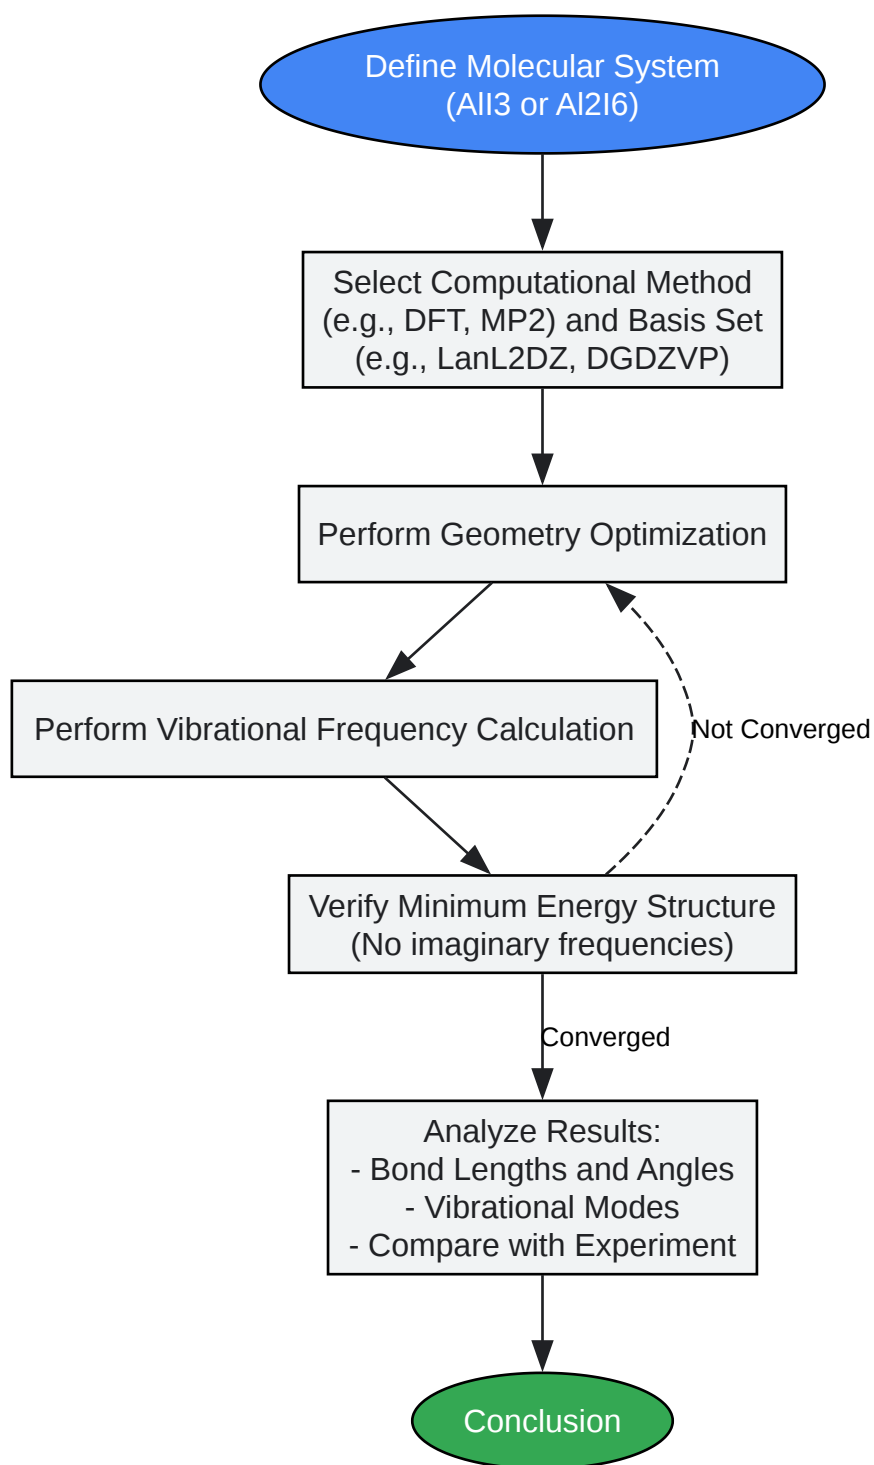 Define Molecular System
(AlI3 or Al2I6)
Select Computational Method
(e.g., DFT, MP2) and Basis Set
(e.g., LanL2DZ, DGDZVP)
Perform Geometry Optimization
Perform Vibrational Frequency Calculation
Not Converged
Verify Minimum Energy Structure
(No imaginary frequencies)
Converged
Analyze Results:
- Bond Lengths and Angles
- Vibrational Modes
- Compare with Experiment
Conclusion